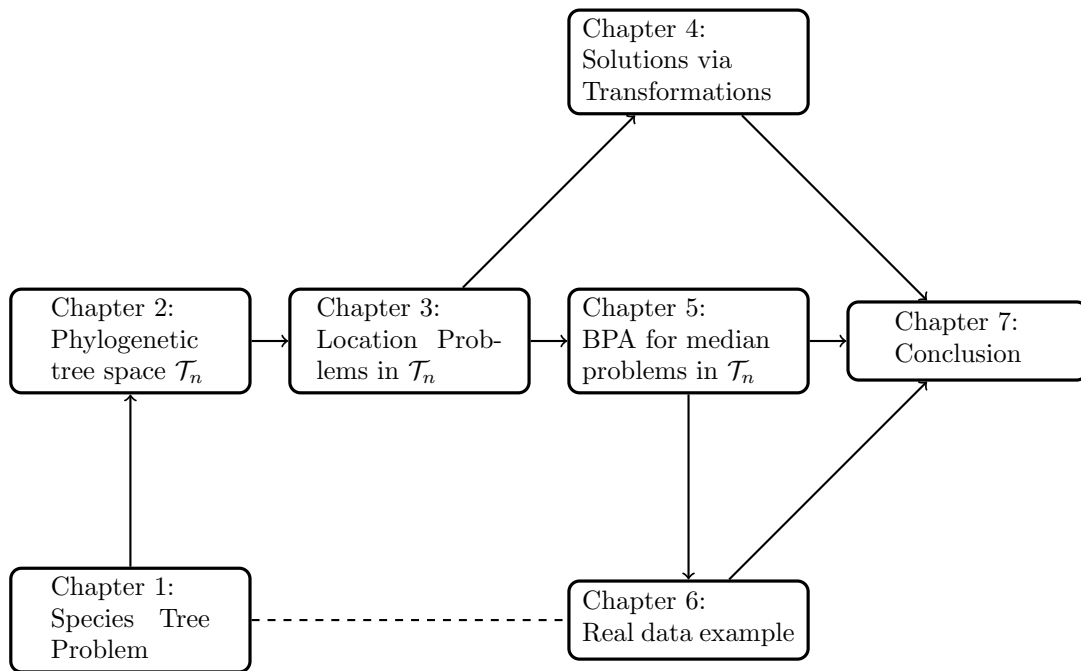 Chapter 4:
Solutions via
Transformations
Chapter 2:
Phylogenetic
tree space 𝒯ₙ
Chapter 3:
Location Prob-
lems in 𝒯ₙ
Chapter 5:
BPA for median
problems in 𝒯ₙ
Chapter 7:
Conclusion
Chapter 1:
Species Tree
Problem
Chapter 6:
Real data example